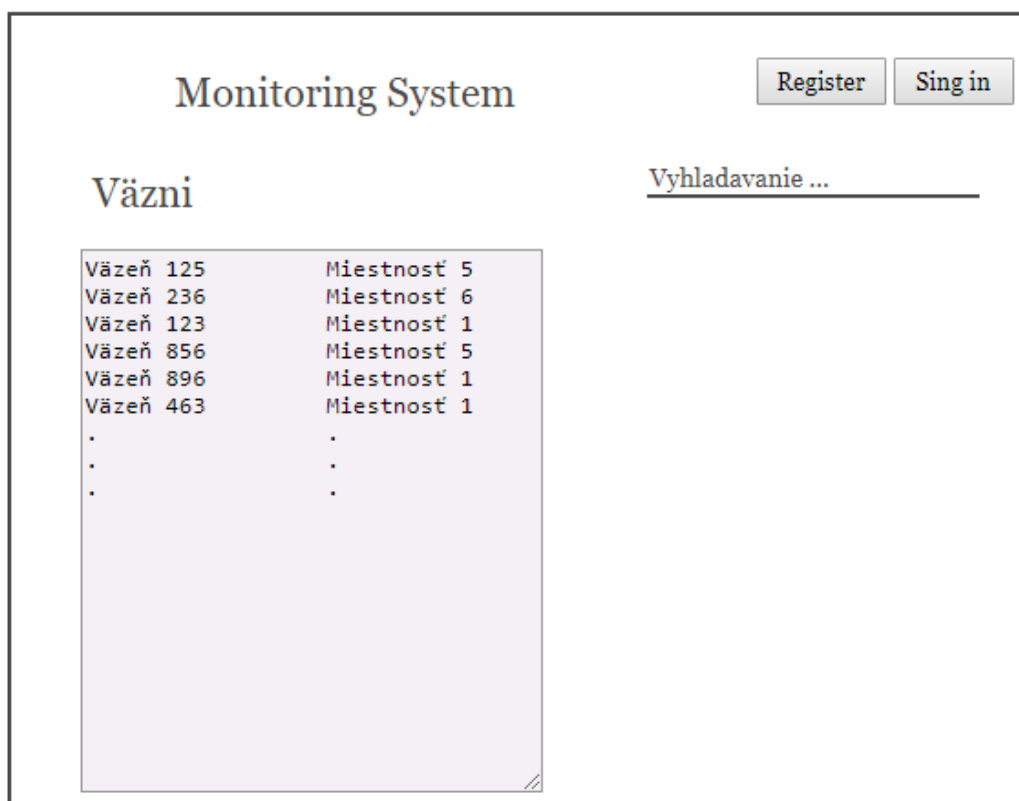 Monitoring System
Register
Sing in
Väzni
Vyhladavanie ...
Väzeň 125 Miestnosť 5
Väzeň 236 Miestnosť 6
Väzeň 123 Miestnosť 1
Väzeň 856 Miestnosť 5
Väzeň 896 Miestnosť 1
Väzeň 463 Miestnosť 1
. .
. .
. .